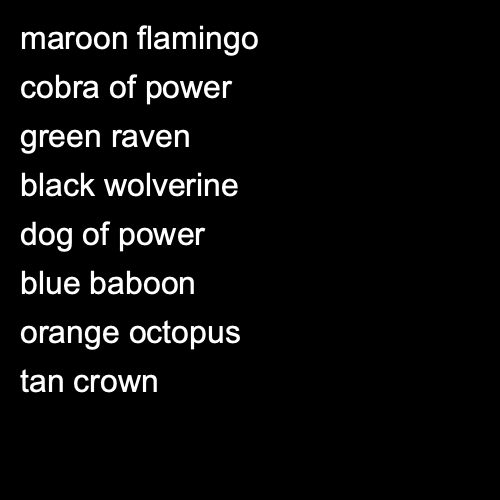 maroon flamingo
cobra of power
green raven
black wolverine
dog of power
blue baboon
orange octopus
tan crown